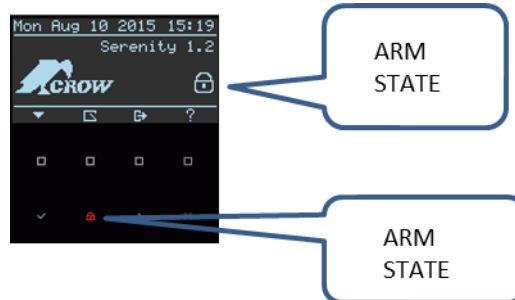 Mon Aug 10 2015 15:19
Serenity 1.2
CROW
?
ARM
STATE
ARM
STATE